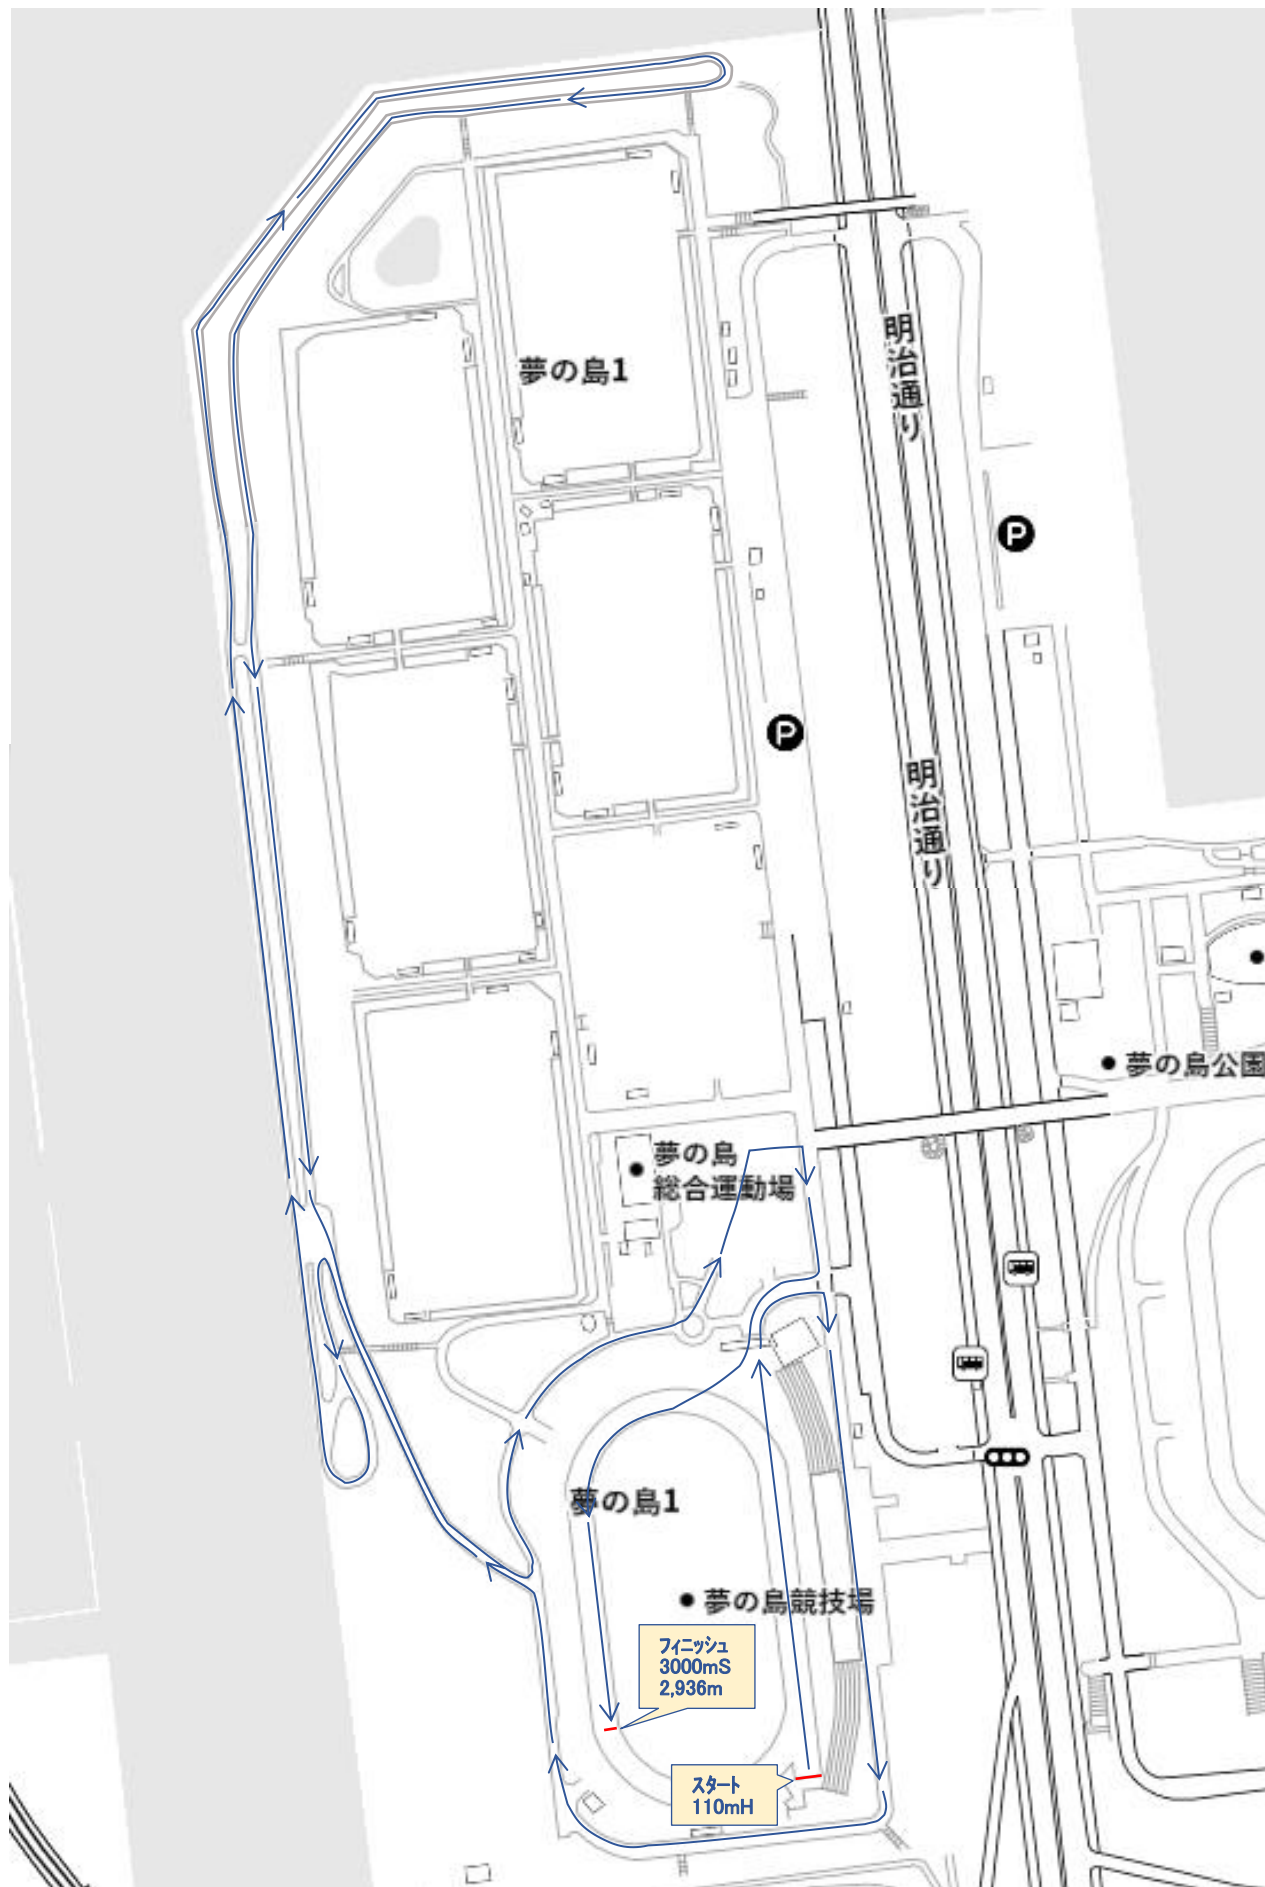 夢の島1
明治通り
P
P
明治通り
夢の島公園
夢の島
総合運動場
夢の島1
夢の島競技場
フィニッシュ
3000mS
2,936m
スタート
110mH